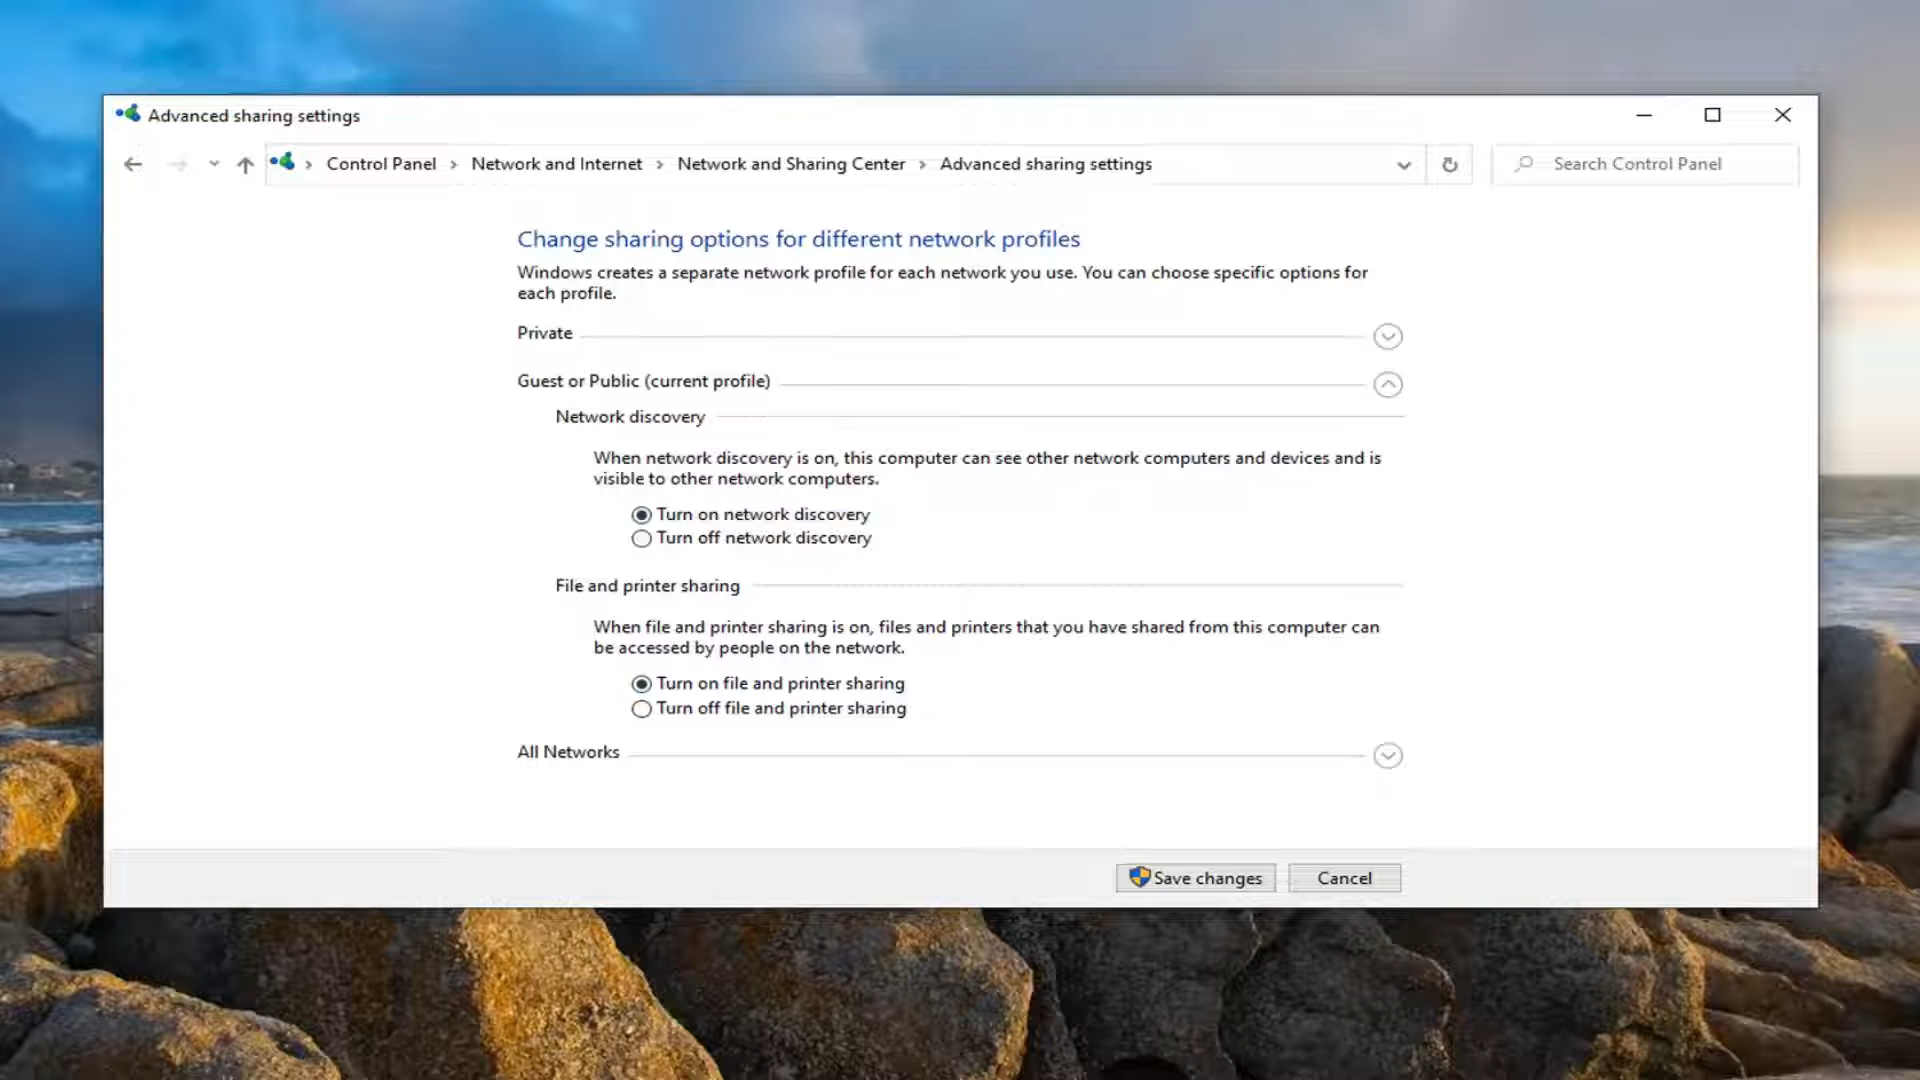 Advanced sharing settings
Control Panel > Network and Internet > Network and Sharing Center > Advanced sharing settings
Search Control Panel
Change sharing options for different network profiles
Windows creates a separate network profile for each network you use. You can choose specific options for
each profile.
Private
Guest or Public (current profile)
Network discovery
When network discovery is on, this computer can see other network computers and devices and is
visible to other network computers.
Turn on network discovery
Turn off network discovery
File and printer sharing
When file and printer sharing is on, files and printers that you have shared from this computer can
be accessed by people on the network.
Turn on file and printer sharing
Turn off file and printer sharing
All Networks
Save changes
Cancel